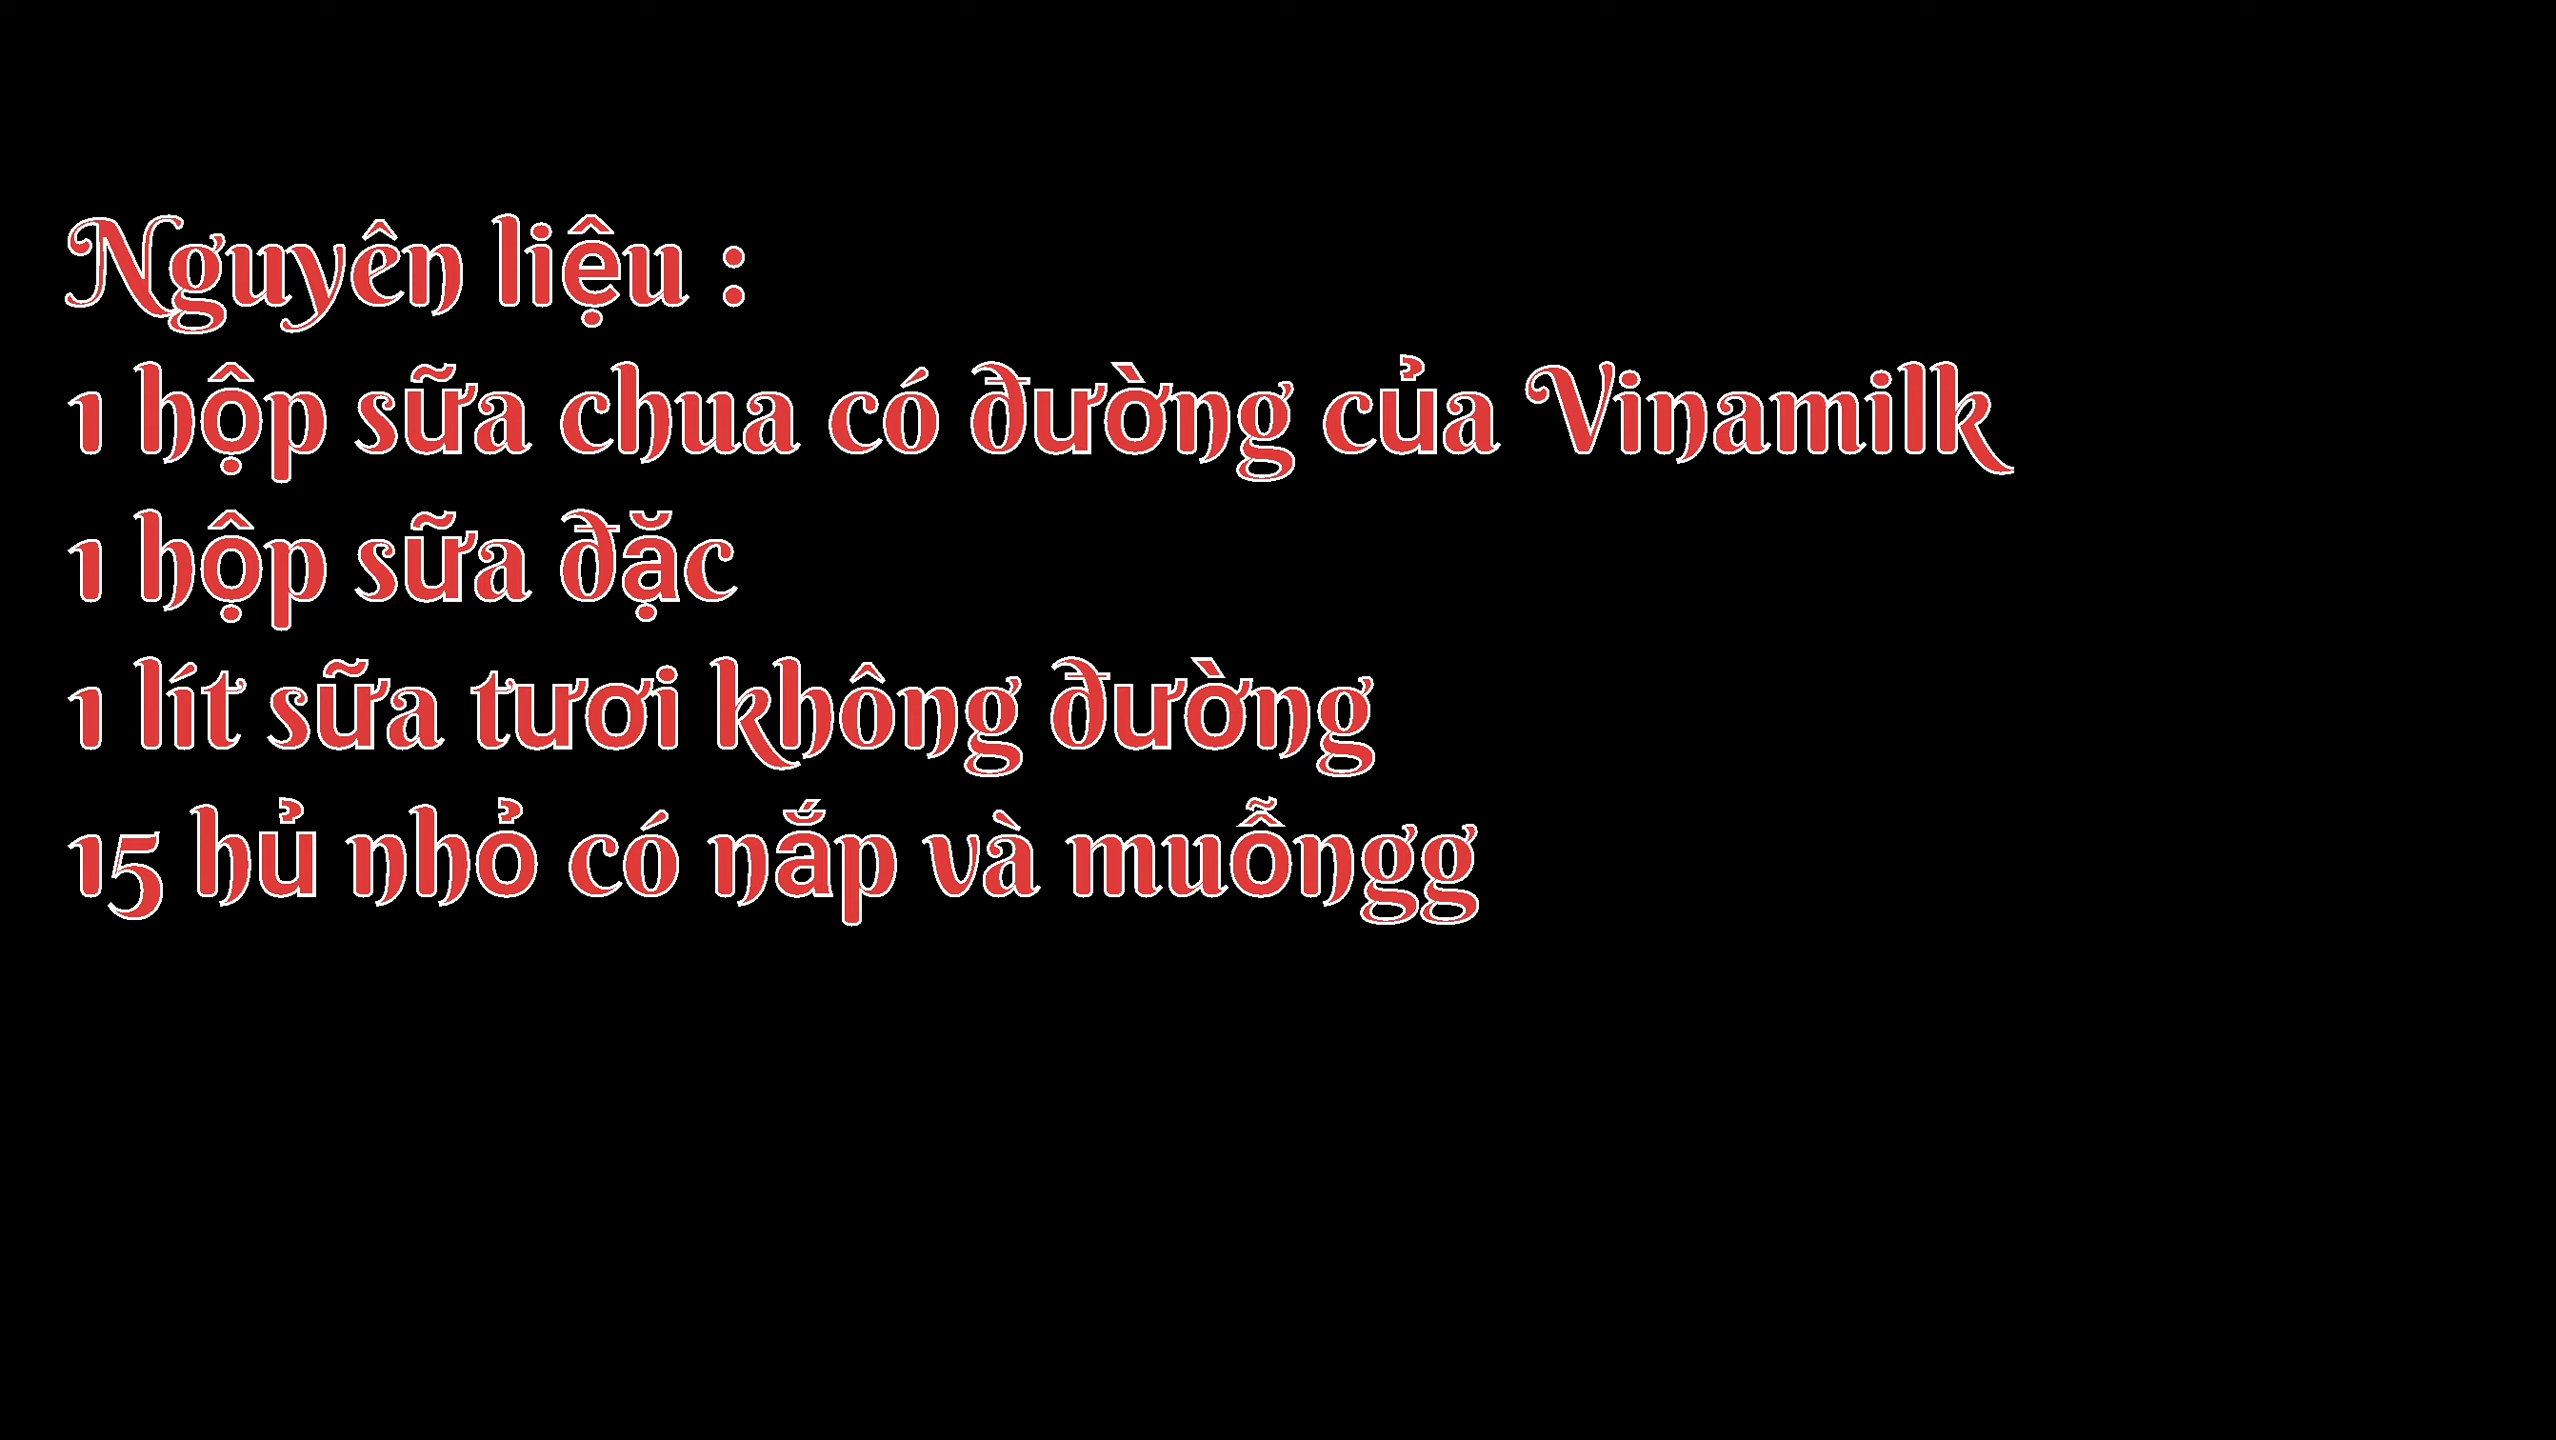 Nguyên liệu :
1 hộp sữa chua có đường của Vinamilk
1 hộp sữa đặc
1 lít sữa tươi không đường
15 hủ nhỏ có nắp và muỗngg